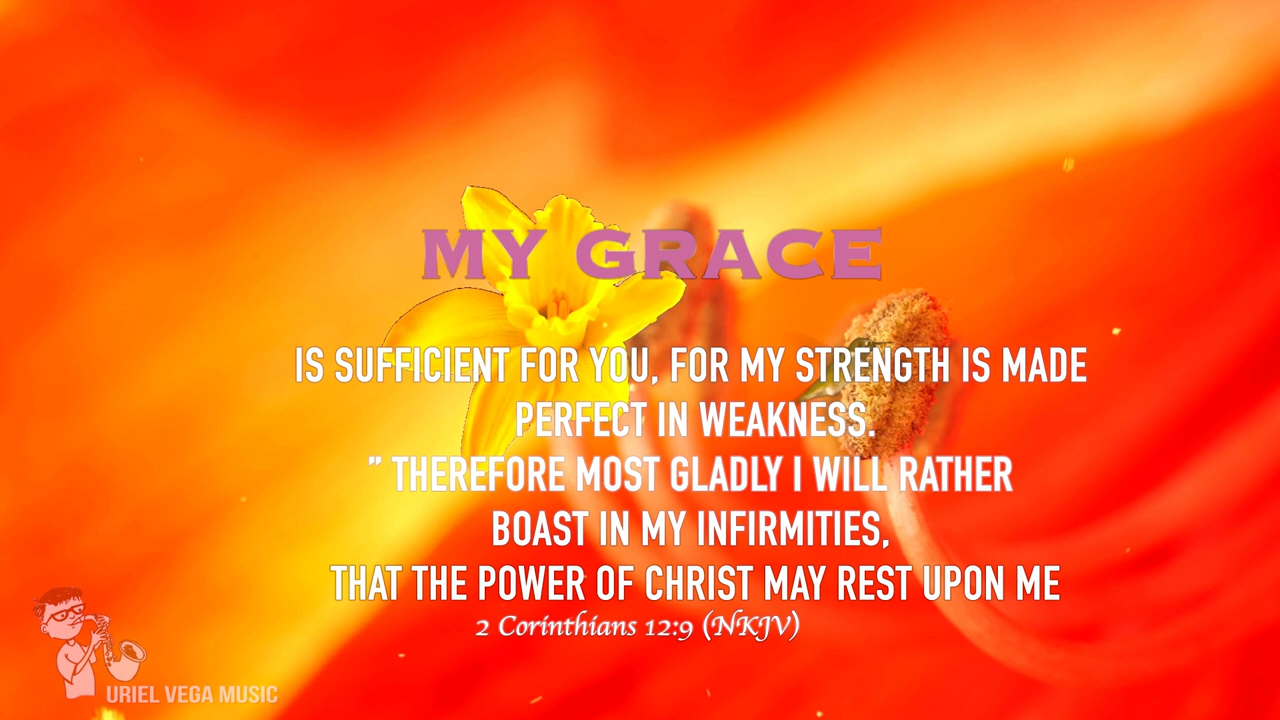 MY GRACE
IS SUFFICIENT FOR YOU, FOR MY STRENGTH IS MADE
PERFECT IN WEAKNESS.
” THEREFORE MOST GLADLY I WILL RATHER
BOAST IN MY INFIRMITIES,
THAT THE POWER OF CHRIST MAY REST UPON ME
2 Corinthians 12:9 (NKJV)
URIEL VEGA MUSIC